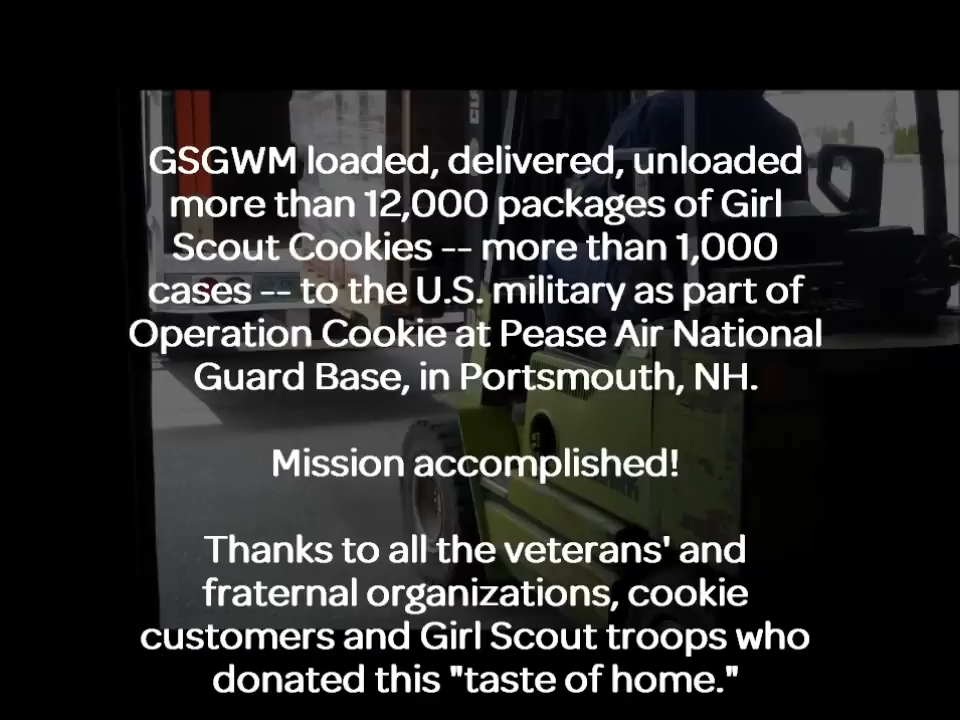 GSGWM loaded, delivered, unloaded
more than 12,000 packages of Girl
Scout Cookies -- more than 1,000
cases -- to the U.S. military as part of
Operation Cookie at Pease Air National
Guard Base, in Portsmouth, NH.
Mission accomplished!
Thanks to all the veterans' and
fraternal organizations, cookie
customers and Girl Scout troops who
donated this "taste of home."